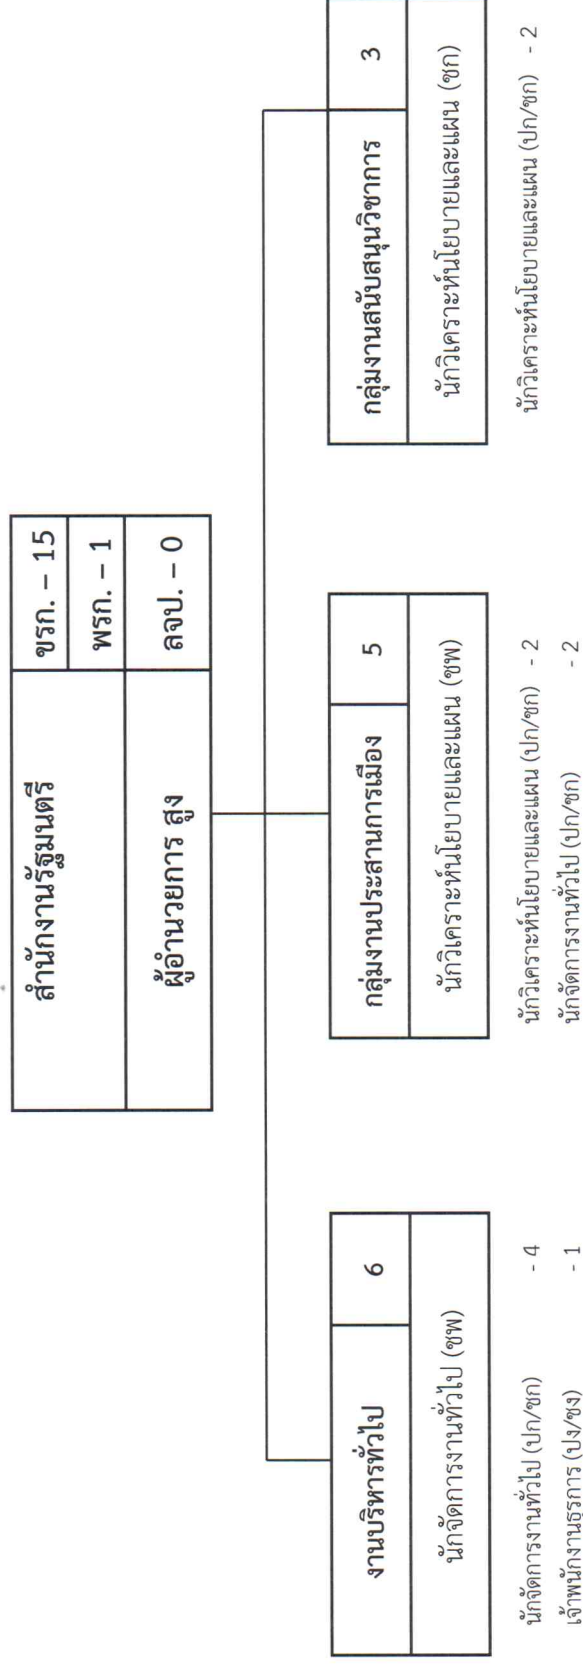 สำนักงานรัฐมนตรี
ขรก. – 15
พรก. – 1
ผู้อำนวยการ สูง
ลจป. – 0
งานบริหารทั่วไป 6
นักจัดการงานทั่วไป (ชพ)
นักจัดการงานทั่วไป (ปก/ชก) - 4
เจ้าพนักงานธุรการ (ปง/ชง) - 1
กลุ่มงานประสานการเมือง 5
นักวิเคราะห์นโยบายและแผน (ชพ)
นักวิเคราะห์นโยบายและแผน (ปก/ชก) - 2
นักจัดการงานทั่วไป (ปก/ชก) - 2
กลุ่มงานสนับสนุนวิชาการ 3
นักวิเคราะห์นโยบายและแผน (ชก)
นักวิเคราะห์นโยบายและแผน (ปก/ชก) - 2